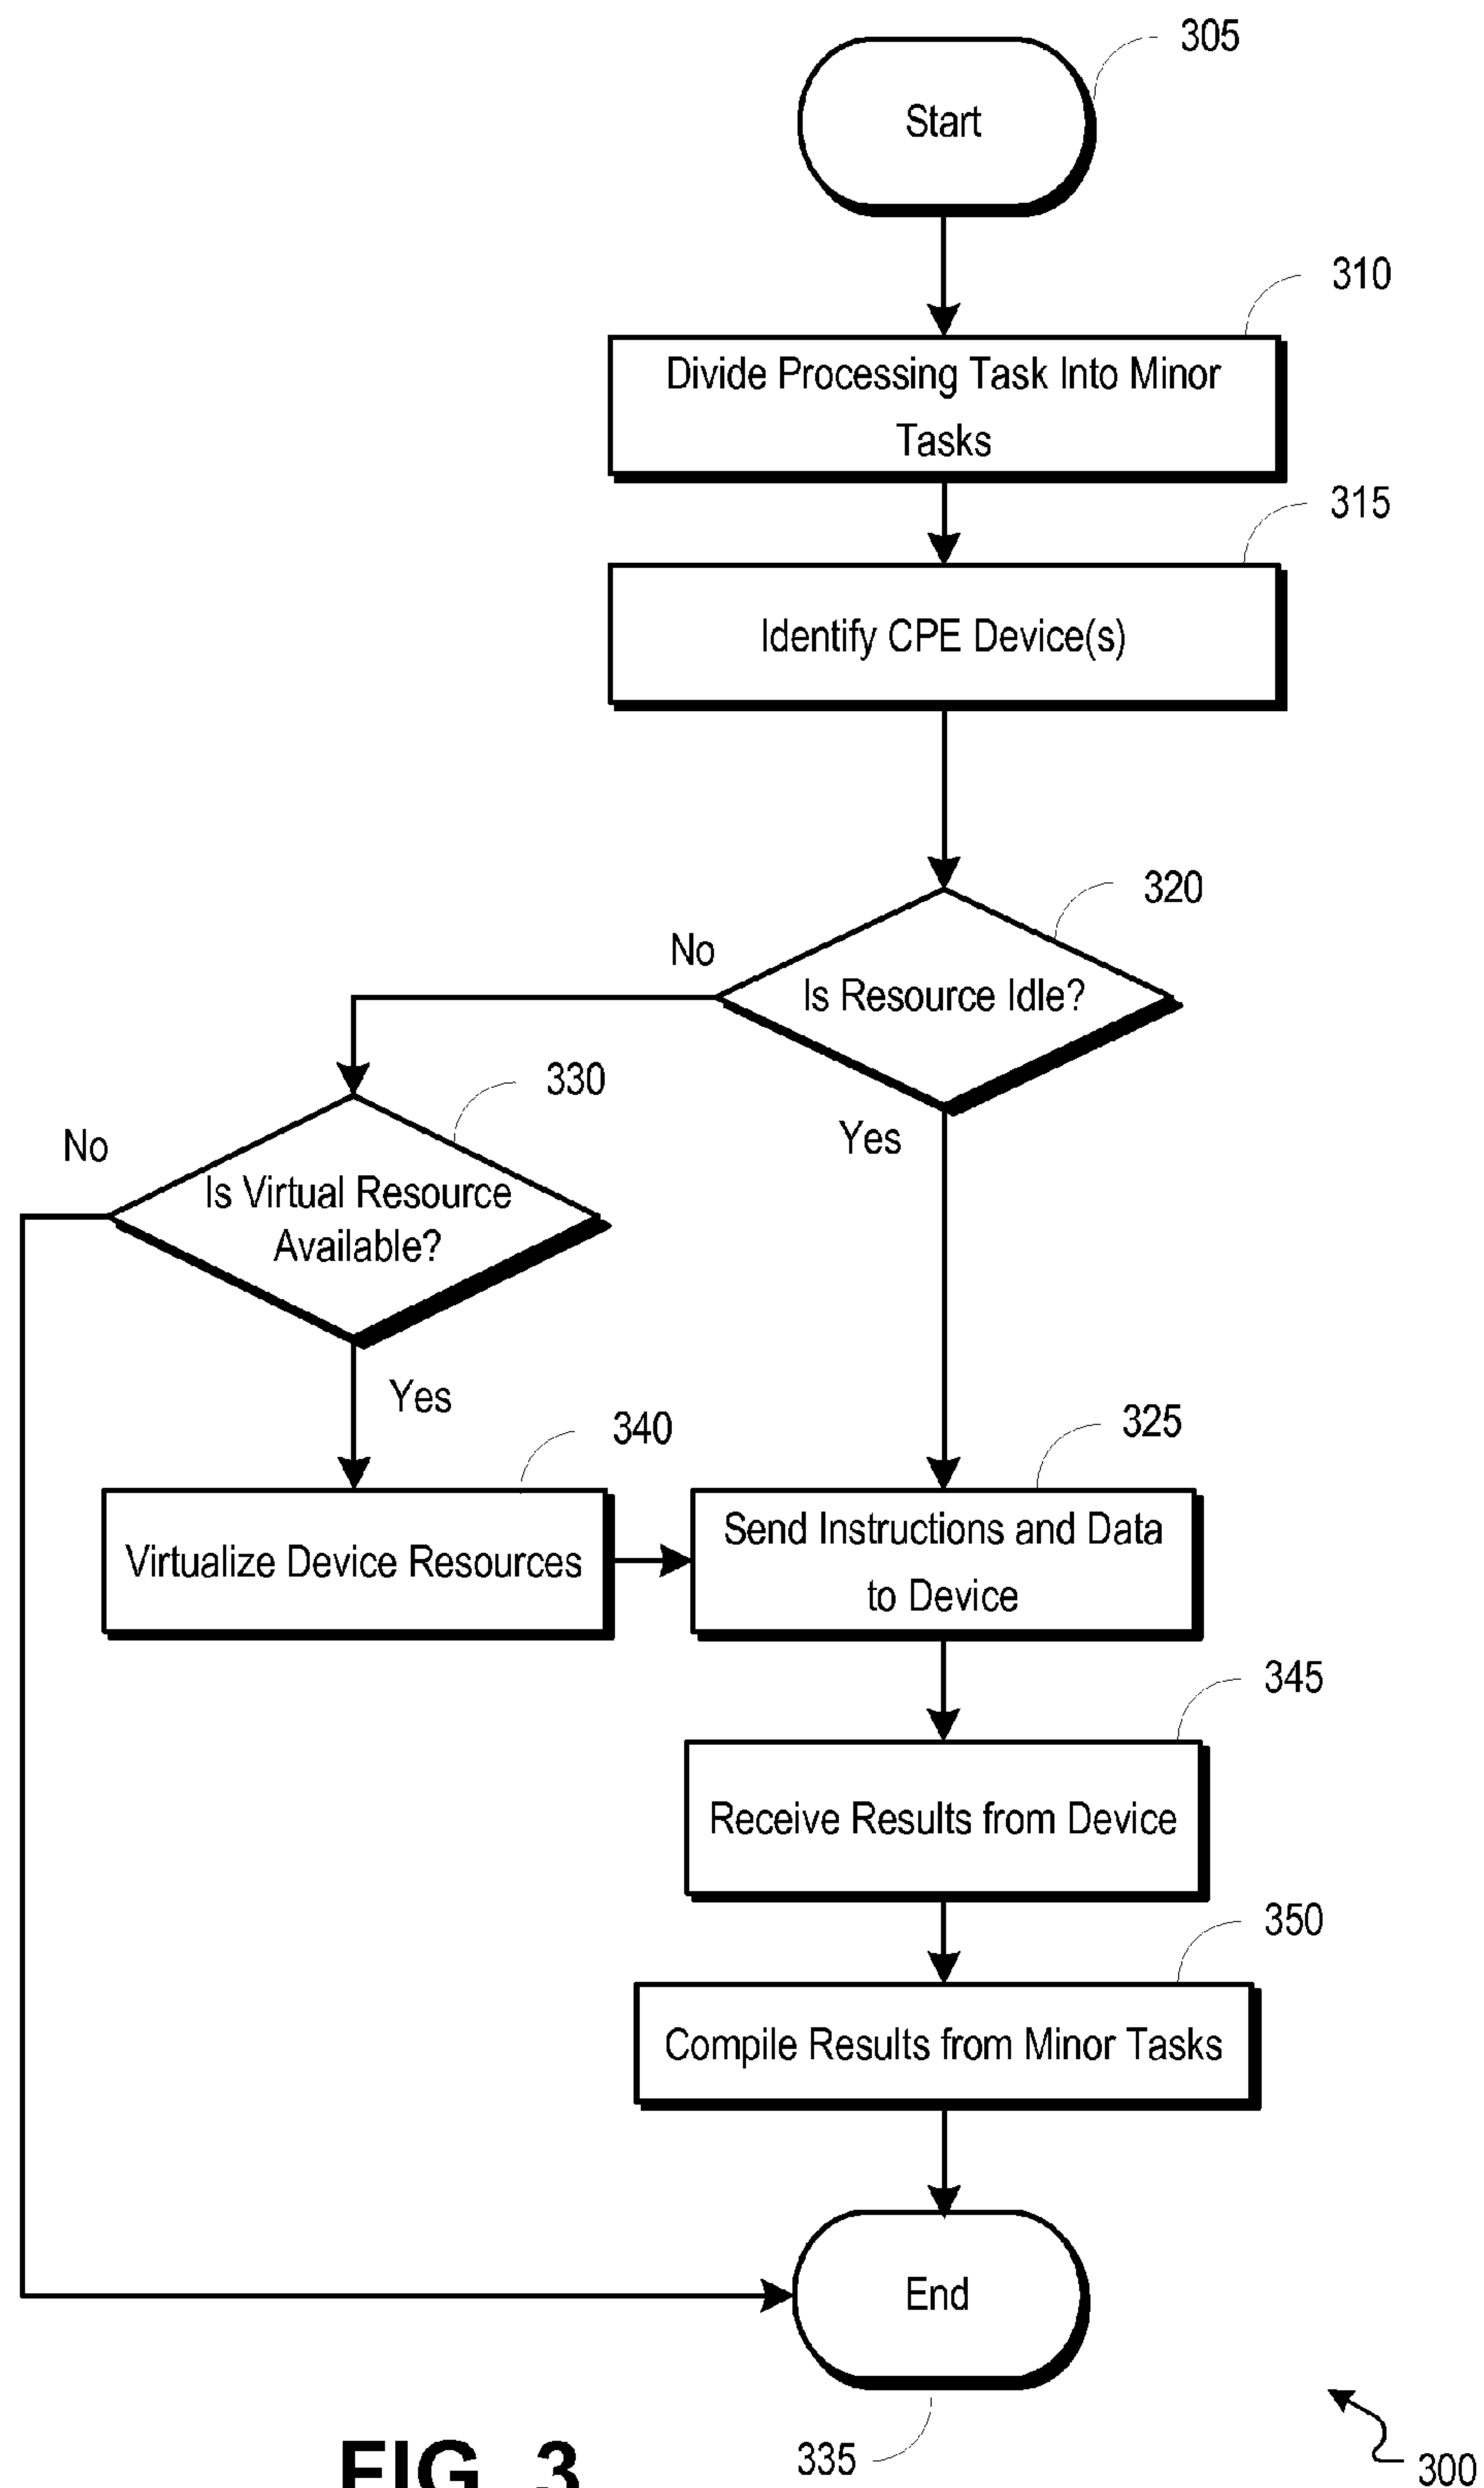 305
Start
310
Divide Processing Task Into Minor
Tasks
315
Identify CPE Device(s)
320
No
Is Resource Idle?
330
Yes
No
Is Virtual Resource
Available?
Yes
340
325
Send Instructions and Data
to Device
Virtualize Device Resources
345
Receive Results from Device
350
Compile Results from Minor Tasks
End
335
300
FIG. 3